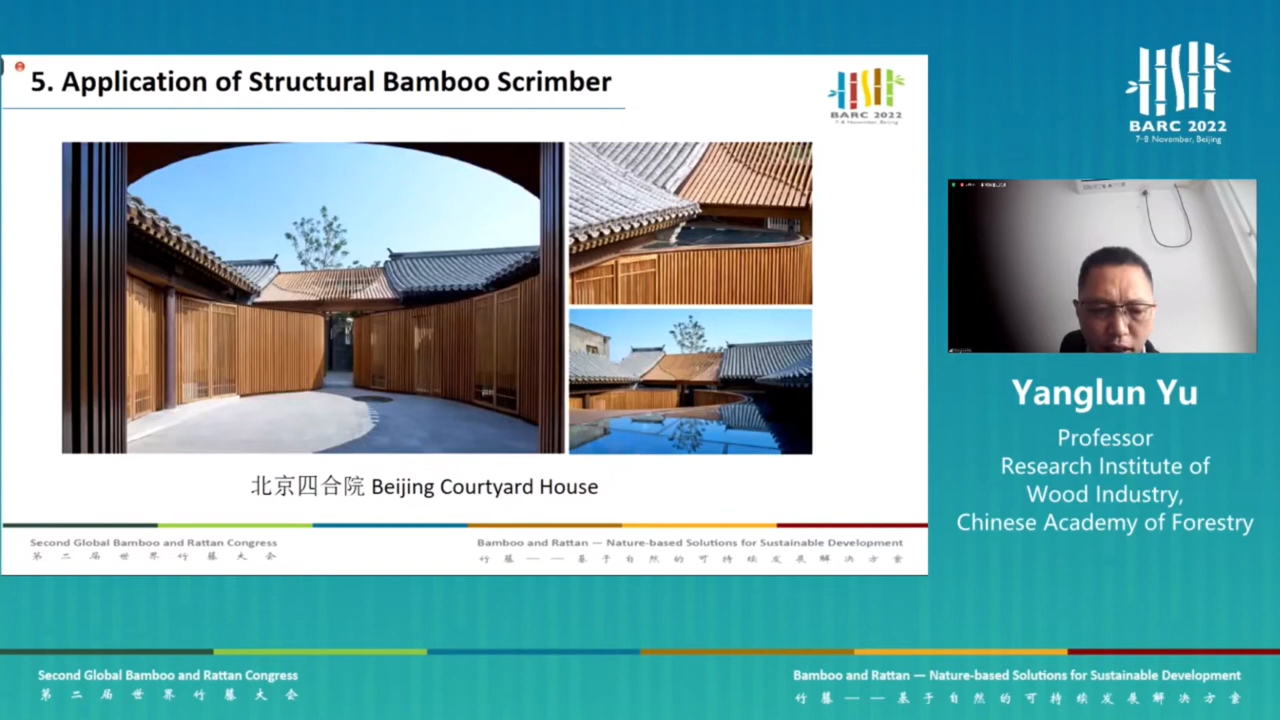 5. Application of Structural Bamboo Scrimber
BARC 2022
7-8 November, Beijing
北京四合院 Beijing Courtyard House
Second Global Bamboo and Rattan Congress
第二届世界竹藤大会
Bamboo and Rattan — Nature-based Solutions for Sustainable Development
竹藤——基于自然的可持续发展解决方案
BARC 2022
7-8 November, Beijing
Yanglun Yu
Professor
Research Institute of
Wood Industry,
Chinese Academy of Forestry
Second Global Bamboo and Rattan Congress
第二届世界竹藤大会
Bamboo and Rattan — Nature-based Solutions for Sustainable Development
竹藤——基于自然的可持续发展解决方案